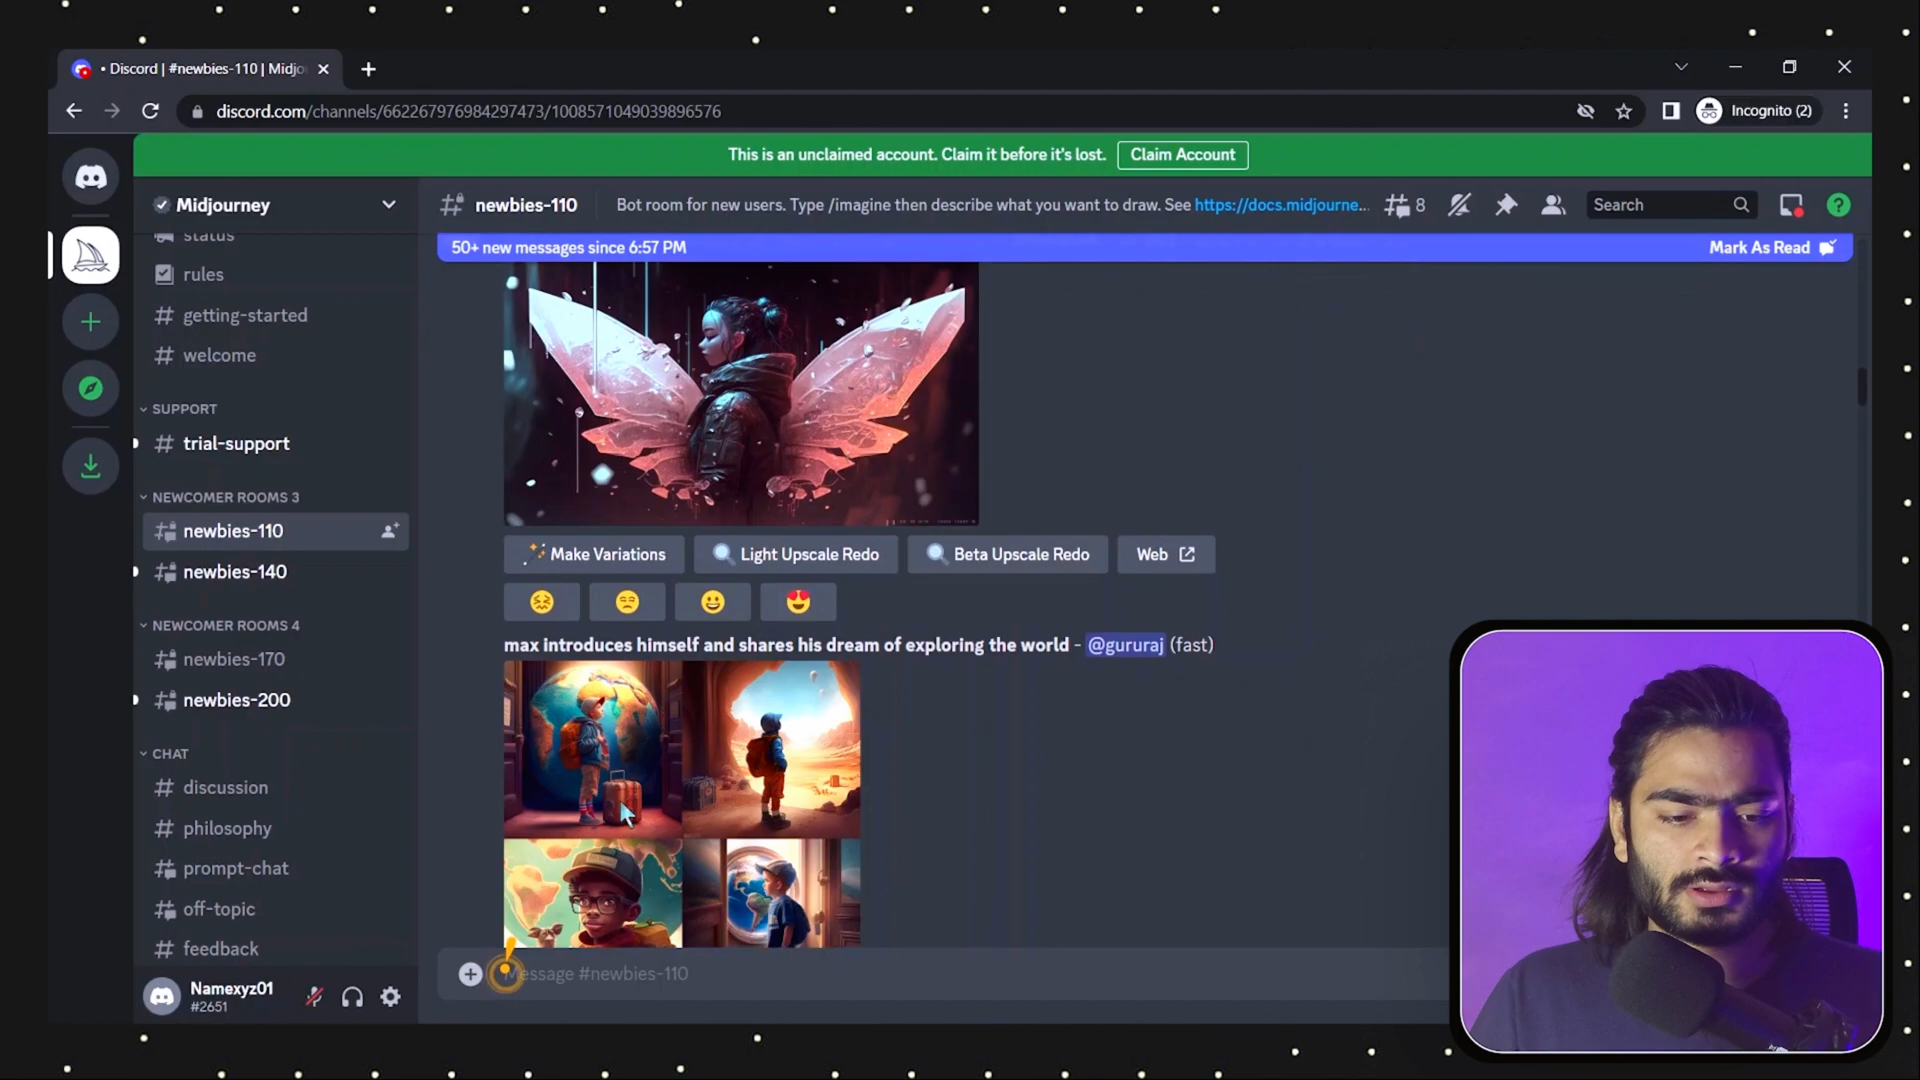 • Discord | #newbies-110 | Midjo
discord.com/channels/662267976984297473/1008571049039896576
Incognito (2)
This is an unclaimed account. Claim it before it's lost.
Claim Account
Midjourney
newbies-110
Bot room for new users. Type /imagine then describe what you want to draw. See https://docs.midjourne...
8
Search
50+ new messages since 6:57 PM
Mark As Read
status
rules
getting-started
welcome
SUPPORT
trial-support
NEWCOMER ROOMS 3
newbies-110
newbies-140
NEWCOMER ROOMS 4
newbies-170
newbies-200
CHAT
discussion
philosophy
prompt-chat
off-topic
feedback
Namexyz01
#2651
Make Variations
Light Upscale Redo
Beta Upscale Redo
Web
max introduces himself and shares his dream of exploring the world - @gururaj (fast)
Message #newbies-110